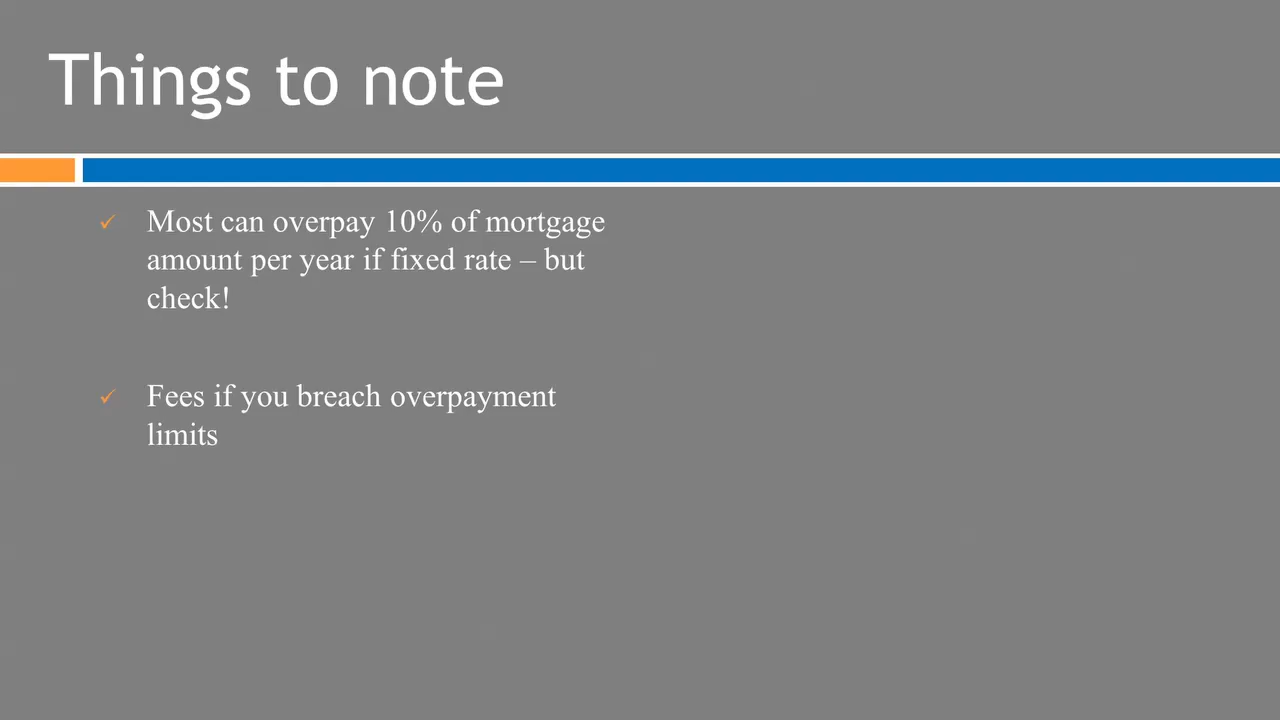 Things to note
Most can overpay 10% of mortgage
amount per year if fixed rate – but
check!
Fees if you breach overpayment
limits